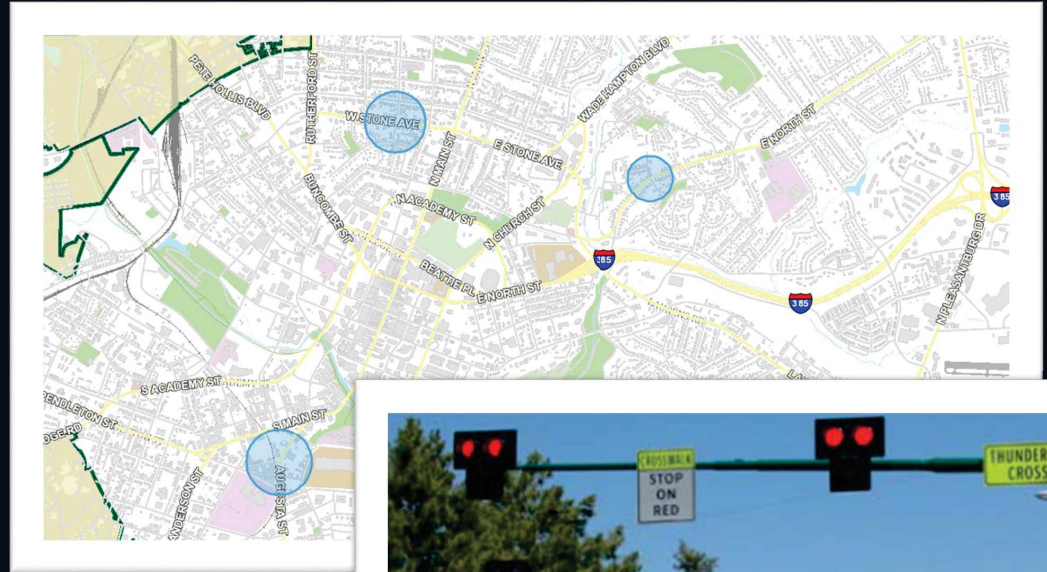 PETE HOLLIS BLVD
RUTHERFORD ST
W STONE AVE
N MAIN ST
E STONE AVE
WADE HAMPTON BLVD
E NORTH ST
385
BUNCOMBE ST
N ACADEMY ST
N CHURCH ST
385
BEATTIE PL
E NORTH ST
385
N PLEASANTBURG DR
S ACADEMY ST
PENDLETON ST
S MAIN ST
ANDERSON ST
AUGUSTA ST
CROSSWALK
STOP
ON
RED
THUNDER
CROSS